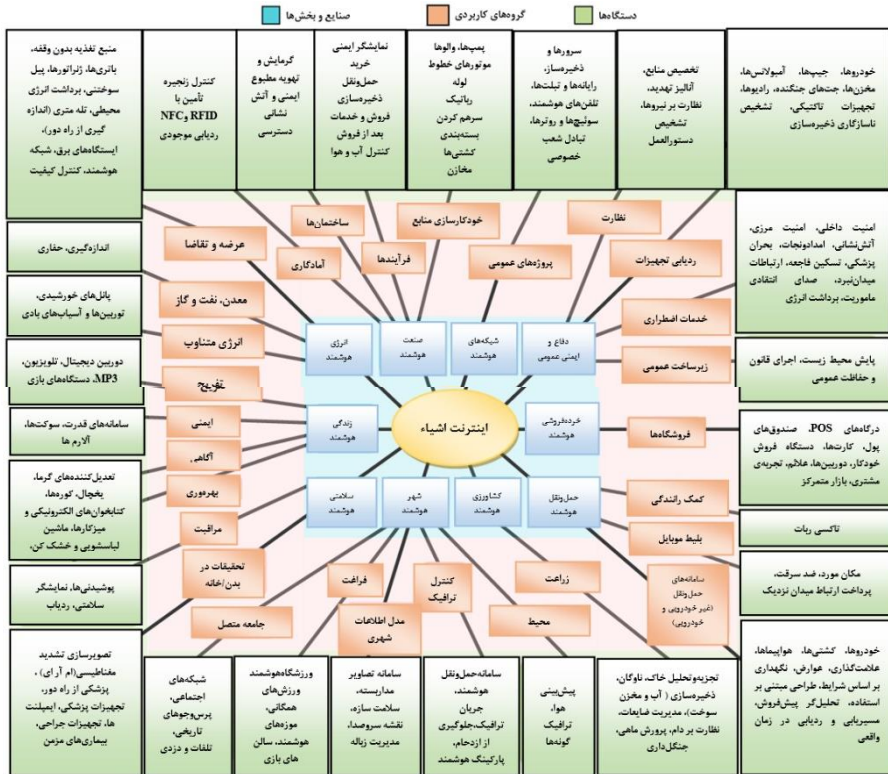 صنایع و بخش‌ها
گروه‌های کاربردی
دستگاه‌ها
خودروها، جیپ‌ها، آمبولانس‌ها،
مخزن‌ها، جت‌های جنگنده، رادیوها،
تجهیزات تاکتیکی، تشخیص
ناسازگاری ذخیره‌سازی
تخصیص منابع،
آنالیز تهدید،
نظارت بر نیروها،
تشخیص
دستورالعمل
سرورها و
ذخیره‌ساز،
رایانه‌ها و تبلت‌ها،
تلفن‌های هوشمند،
سوئیچ‌ها و روترها،
تبادل شعب
خصوصی
پمپ‌ها، والوها
موتورهای خطوط
لوله
رباتیک
سرهم کردن
بسته‌بندی
کشتی‌ها
مخازن
نمایشگر ایمنی
خرید
حمل‌ونقل
ذخیره‌سازی
فروش و خدمات
بعد از فروش
کنترل آب و هوا
گرمایش و
تهویه مطبوع
ایمنی و آتش
نشانی
دسترسی
کنترل زنجیره
تأمین با
RFID و NFC
ردیابی موجودی
منبع تغذیه بدون وقفه،
باتری‌ها، ژنراتورها، پیل
سوختنی، برداشت انرژی
محیطی، تله متری (اندازه
گیری از راه دور)،
ایستگاه‌های برق، شبکه
هوشمند، کنترل کیفیت
اندازه‌گیری، حفاری
پانل‌های خورشیدی،
توربین‌ها و آسیاب‌های بادی
دوربین دیجیتال، تلویزیون،
MP3، دستگاه‌های بازی
سامانه‌های قدرت، سوکت‌ها،
آلارم ها
تعدیل‌کننده‌های گرما،
یخچال، کوره‌ها،
کتابخوان‌های الکترونیکی و
میزکارها، ماشین
لباسشویی و خشک کن،
پوشیدنی‌ها، نمایشگر
سلامتی، ردیاب
تصویرسازی تشدید
مغناطیسی(ام آر ای) ،
پزشکی از راه دور،
تجهیزات پزشکی، ایمپلنت
ها، تجهیزات جراحی،
بیماری‌های مزمن
امنیت داخلی، امنیت مرزی،
آتش‌نشانی، امدادونجات، بحران
پزشکی، تسکین فاجعه، ارتباطات
میدان‌نبرد، صدای انتقادی
ماموریت، برداشت انرژی
پایش محیط زیست، اجرای قانون
و حفاظت عمومی
درگاه‌های POS، صندوق‌های
پول، کارت‌ها، دستگاه فروش
خودکار، دوربین‌ها، علائم، تجربه‌ی
مشتری، بازار متمرکز
تاکسی ربات
مکان مورد، ضد سرقت،
پرداخت ارتباط میدان نزدیک
خودروها، کشتی‌ها، هواپیماها،
علامت‌گذاری، عوارض، نگهداری
بر اساس شرایط، طراحی مبتنی بر
استفاده، تحلیل‌گر پیش‌فروش،
مسیریابی و ردیابی در زمان
واقعی
نظارت
ردیابی تجهیزات
خدمات اضطراری
زیرساخت عمومی
پروژه‌های عمومی
خودکارسازی منابع
فرآیندها
ساختمان‌ها
آمادگاری
عرضه و تقاضا
معدن، نفت و گاز
انرژی متناوب
تفریح
ایمنی
آگاهی
بهره‌وری
مراقبت
تحقیقات در
بدن/خانه
جامعه متصل
فراغت
مدل اطلاعات
شهری
کنترل
ترافیک
محیط
زراعت
سامانه‌های
حمل‌ونقل
(غیر خودرویی و
خودرویی)
بلیط موبایل
کمک رانندگی
فروشگاه‌ها
دفاع و
ایمنی عمومی
شبکه‌های
هوشمند
صنعت
هوشمند
انرژی
هوشمند
خرده‌فروشی
هوشمند
اینترنت اشیاء
زندگی
هوشمند
حمل‌ونقل
هوشمند
کشاورزی
هوشمند
شهر
هوشمند
سلامتی
هوشمند
تجزیه‌وتحلیل خاک، ناوگان،
ذخیره‌سازی ( آب و مخزن
سوخت)، مدیریت ضایعات،
نظارت بر دام، پرورش ماهی،
جنگل‌داری
پیش‌بینی
هوا،
ترافیک
گونه‌ها
سامانه‌حمل‌ونقل
هوشمند،
جریان
ترافیک،جلوگیری
از ازدحام،
پارکینگ هوشمند
سامانه تصاویر
مداربسته،
سلامت سازه،
نقشه سروصدا،
مدیریت زباله
ورزشگاه‌هوشمند
ورزش‌های
همگانی،
موزه‌های
هوشمند، سالن
های بازی
شبکه‌های
اجتماعی،
پرس‌وجوهای
تاریخی،
تلفات و دزدی